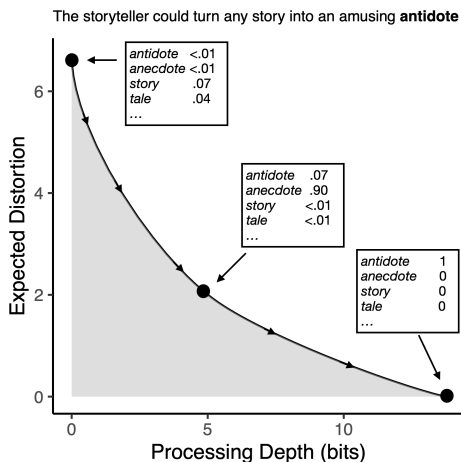 The storyteller could turn any story into an amusing antidote
antidote <.01
anecdote <.01
story .07
tale .04
...
antidote .07
anecdote .90
story <.01
tale <.01
...
antidote 1
anecdote 0
story 0
tale 0
...
Expected Distortion
6
4
2
0
0 5 10
Processing Depth (bits)